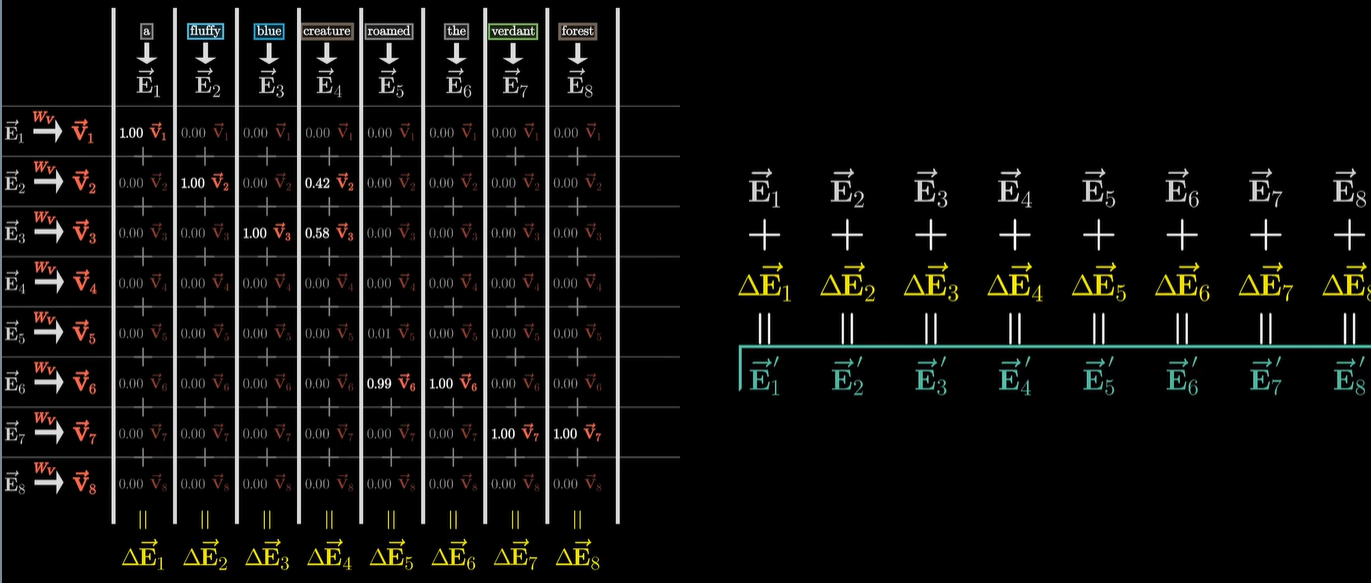 a fluffy blue creature roamed the verdant forest
E⃗₁ E⃗₂ E⃗₃ E⃗₄ E⃗₅ E⃗₆ E⃗₇ E⃗₈
E⃗₁ W_V V⃗₁ 1.00 V⃗₁ 0.00 V⃗₁ 0.00 V⃗₁ 0.00 V⃗₁ 0.00 V⃗₁ 0.00 V⃗₁ 0.00 V⃗₁ 0.00 V⃗₁
+ + + + + + + +
E⃗₂ W_V V⃗₂ 0.00 V⃗₂ 1.00 V⃗₂ 0.00 V⃗₂ 0.42 V⃗₂ 0.00 V⃗₂ 0.00 V⃗₂ 0.00 V⃗₂ 0.00 V⃗₂
+ + + + + + + +
E⃗₃ W_V V⃗₃ 0.00 V⃗₃ 0.00 V⃗₃ 1.00 V⃗₃ 0.58 V⃗₃ 0.00 V⃗₃ 0.00 V⃗₃ 0.00 V⃗₃ 0.00 V⃗₃
+ + + + + + + +
E⃗₄ W_V V⃗₄ 0.00 V⃗₄ 0.00 V⃗₄ 0.00 V⃗₄ 0.00 V⃗₄ 0.00 V⃗₄ 0.00 V⃗₄ 0.00 V⃗₄ 0.00 V⃗₄
+ + + + + + + +
E⃗₅ W_V V⃗₅ 0.00 V⃗₅ 0.00 V⃗₅ 0.00 V⃗₅ 0.00 V⃗₅ 0.01 V⃗₅ 0.00 V⃗₅ 0.00 V⃗₅ 0.00 V⃗₅
+ + + + + + + +
E⃗₆ W_V V⃗₆ 0.00 V⃗₆ 0.00 V⃗₆ 0.00 V⃗₆ 0.00 V⃗₆ 0.99 V⃗₆ 1.00 V⃗₆ 0.00 V⃗₆ 0.00 V⃗₆
+ + + + + + + +
E⃗₇ W_V V⃗₇ 0.00 V⃗₇ 0.00 V⃗₇ 0.00 V⃗₇ 0.00 V⃗₇ 0.00 V⃗₇ 0.00 V⃗₇ 1.00 V⃗₇ 1.00 V⃗₇
+ + + + + + + +
E⃗₈ W_V V⃗₈ 0.00 V⃗₈ 0.00 V⃗₈ 0.00 V⃗₈ 0.00 V⃗₈ 0.00 V⃗₈ 0.00 V⃗₈ 0.00 V⃗₈ 0.00 V⃗₈
|| || || || || || || ||
ΔE⃗₁ ΔE⃗₂ ΔE⃗₃ ΔE⃗₄ ΔE⃗₅ ΔE⃗₆ ΔE⃗₇ ΔE⃗₈
E⃗₁ E⃗₂ E⃗₃ E⃗₄ E⃗₅ E⃗₆ E⃗₇ E⃗₈
+ + + + + + + +
ΔE⃗₁ ΔE⃗₂ ΔE⃗₃ ΔE⃗₄ ΔE⃗₅ ΔE⃗₆ ΔE⃗₇ ΔE⃗₈
|| || || || || || || ||
E⃗₁′ E⃗₂′ E⃗₃′ E⃗₄′ E⃗₅′ E⃗₆′ E⃗₇′ E⃗₈′